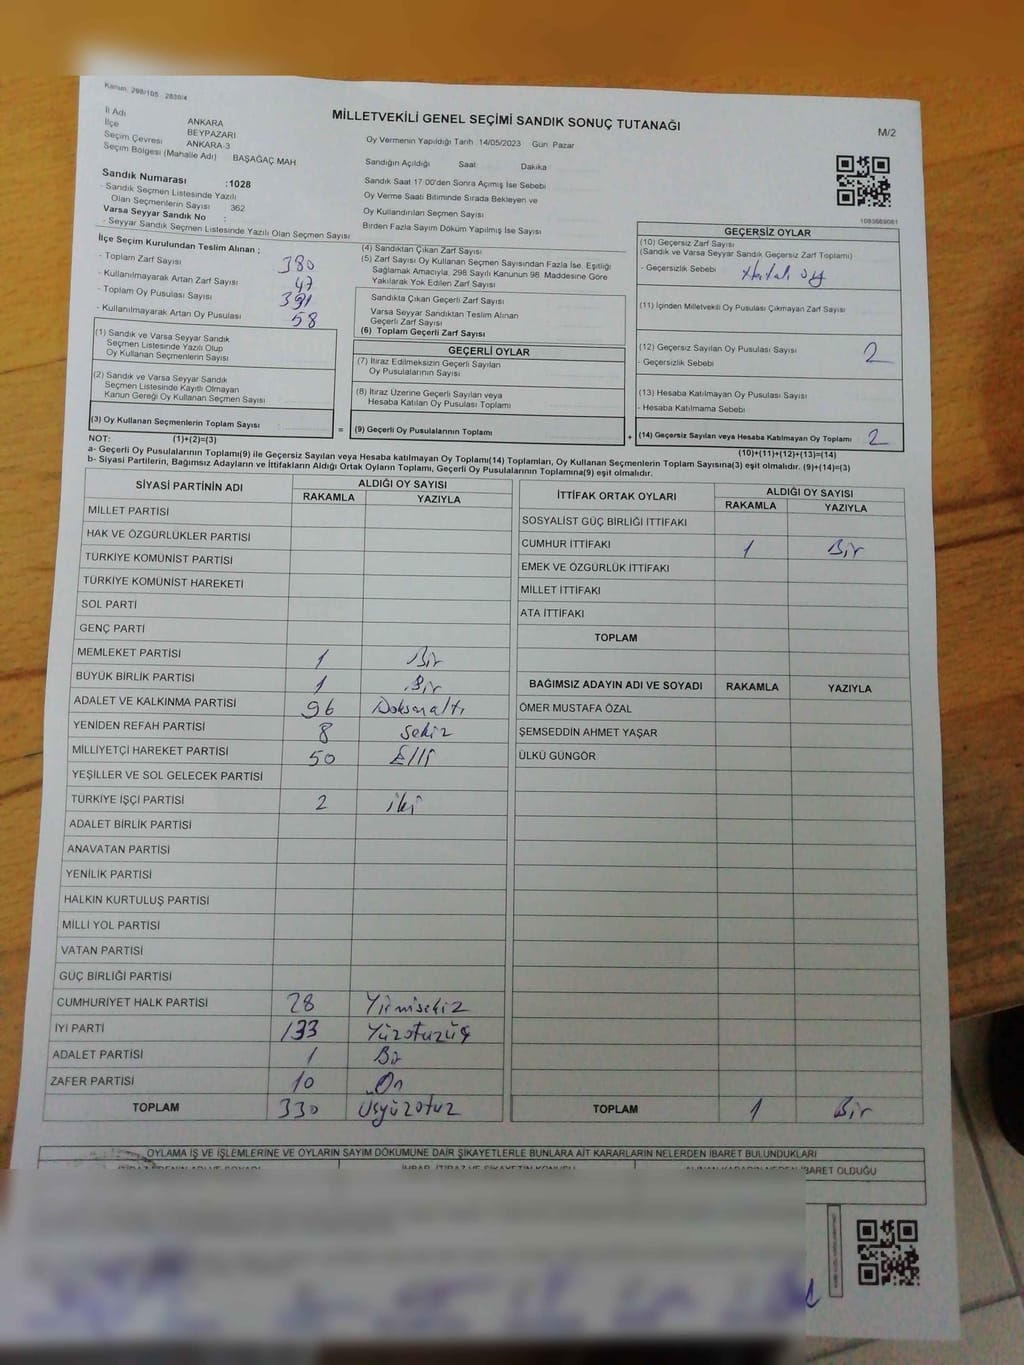 Kanun: 298/105 2839/4
MİLLETVEKİLİ GENEL SEÇİMİ SANDIK SONUÇ TUTANAĞI
M/2
İl Adı ANKARA
İlçe BEYPAZARI
Seçim Çevresi ANKARA-3
Seçim Bölgesi (Mahalle Adı) BAŞAĞAÇ MAH
Sandık Numarası :1028
- Sandık Seçmen Listesinde Yazılı
Olan Seçmenlerin Sayısı : 362
Varsa Seyyar Sandık No :
- Seyyar Sandık Seçmen Listesinde Yazılı Olan Seçmen Sayısı
Oy Vermenin Yapıldığı Tarih 14/05/2023 Gün Pazar
Sandığın Açıldığı Saat Dakika
Sandık Saat 17:00'den Sonra Açılmış İse Sebebi
Oy Verme Saati Bitiminde Sırada Bekleyen ve
Oy Kullandırılan Seçmen Sayısı
Birden Fazla Sayım Döküm Yapılmış İse Sayısı
1083689081
İlçe Seçim Kurulundan Teslim Alınan ;
- Toplam Zarf Sayısı 380
- Kullanılmayarak Artan Zarf Sayısı 47
- Toplam Oy Pusulası Sayısı 391
- Kullanılmayarak Artan Oy Pusulası 58
(1) Sandık ve Varsa Seyyar Sandık
Seçmen Listesinde Yazılı Olup
Oy Kullanan Seçmenlerin Sayısı
(2) Sandık ve Varsa Seyyar Sandık
Seçmen Listesinde Kayıtlı Olmayan
Kanun Gereği Oy Kullanan Seçmen Sayısı
(3) Oy Kullanan Seçmenlerin Toplam Sayısı
(4) Sandıktan Çıkan Zarf Sayısı
(5) Zarf Sayısı Oy Kullanan Seçmen Sayısından Fazla İse, Eşitliği
Sağlamak Amacıyla, 298 Sayılı Kanunun 98. Maddesine Göre
Yakılarak Yok Edilen Zarf Sayısı
Sandıkta Çıkan Geçerli Zarf Sayısı
Varsa Seyyar Sandıktan Teslim Alınan
Geçerli Zarf Sayısı
(6) Toplam Geçerli Zarf Sayısı
GEÇERLİ OYLAR
(7) İtiraz Edilmeksizin Geçerli Sayılan
Oy Pusulalarının Sayısı
(8) İtiraz Üzerine Geçerli Sayılan veya
Hesaba Katılan Oy Pusulası Toplamı
= (9) Geçerli Oy Pusulalarının Toplamı
GEÇERSİZ OYLAR
(10) Geçersiz Zarf Sayısı
(Sandık ve Varsa Seyyar Sandık Geçersiz Zarf Toplamı)
- Geçersizlik Sebebi Hatalı oy
(11) İçinden Milletvekili Oy Pusulası Çıkmayan Zarf Sayısı
(12) Geçersiz Sayılan Oy Pusulası Sayısı 2
- Geçersizlik Sebebi
(13) Hesaba Katılmayan Oy Pusulası Sayısı
- Hesaba Katılmama Sebebi
+ (14) Geçersiz Sayılan veya Hesaba Katılmayan Oy Toplamı 2
NOT: (1)+(2)=(3)
(10)+(11)+(12)+(13)=(14)
a- Geçerli Oy Pusulalarının Toplamı(9) ile Geçersiz Sayılan veya Hesaba katılmayan Oy Toplamı(14) Toplamları, Oy Kullanan Seçmenlerin Toplam Sayısına(3) eşit olmalıdır. (9)+(14)=(3)
b- Siyasi Partilerin, Bağımsız Adayların ve İttifakların Aldığı Ortak Oyların Toplamı, Geçerli Oy Pusulalarının Toplamına(9) eşit olmalıdır.
SİYASİ PARTİNİN ADI ALDIĞI OY SAYISI
RAKAMLA YAZIYLA
MİLLET PARTİSİ
HAK VE ÖZGÜRLÜKLER PARTİSİ
TÜRKİYE KOMÜNİST PARTİSİ
TÜRKİYE KOMÜNİST HAREKETİ
SOL PARTİ
GENÇ PARTİ
MEMLEKET PARTİSİ 1 Bir
BÜYÜK BİRLİK PARTİSİ 1 Bir
ADALET VE KALKINMA PARTİSİ 96 Doksanaltı
YENİDEN REFAH PARTİSİ 8 Sekiz
MİLLİYETÇİ HAREKET PARTİSİ 50 Elli
YEŞİLLER VE SOL GELECEK PARTİSİ
TÜRKİYE İŞÇİ PARTİSİ 2 iki
ADALET BİRLİK PARTİSİ
ANAVATAN PARTİSİ
YENİLİK PARTİSİ
HALKIN KURTULUŞ PARTİSİ
MİLLİ YOL PARTİSİ
VATAN PARTİSİ
GÜÇ BİRLİĞİ PARTİSİ
CUMHURİYET HALK PARTİSİ 28 Yirmisekiz
İYİ PARTİ 133 Yüzotuzüç
ADALET PARTİSİ 1 Bir
ZAFER PARTİSİ 10 On
TOPLAM 330 Üçyüzotuz
İTTİFAK ORTAK OYLARI ALDIĞI OY SAYISI
RAKAMLA YAZIYLA
SOSYALİST GÜÇ BİRLİĞİ İTTİFAKI
CUMHUR İTTİFAKI 1 Bir
EMEK VE ÖZGÜRLÜK İTTİFAKI
MİLLET İTTİFAKI
ATA İTTİFAKI
TOPLAM
BAĞIMSIZ ADAYIN ADI VE SOYADI RAKAMLA YAZIYLA
ÖMER MUSTAFA ÖZAL
ŞEMSEDDİN AHMET YAŞAR
ÜLKÜ GÜNGÖR
TOPLAM 1 Bir
OYLAMA İŞ VE İŞLEMLERİNE VE OYLARIN SAYIM DÖKÜMÜNE DAİR ŞİKAYETLERLE BUNLARA AİT KARARLARIN NELERDEN İBARET BULUNDUKLARI
İBARET OLDUĞU